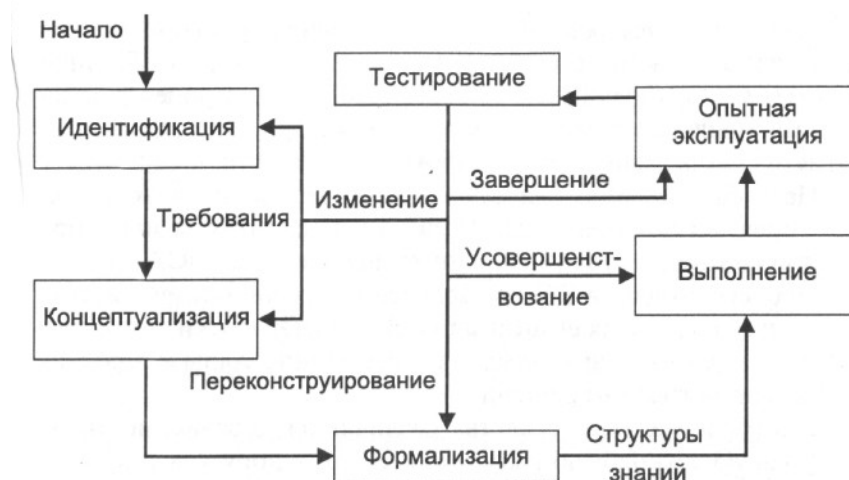 Начало
Тестирование
Идентификация
Опытная
эксплуатация
Завершение
Изменение
Требования
Усовершенст-
вование
Выполнение
Концептуализация
Переконструирование
Формализация
Структуры
знаний